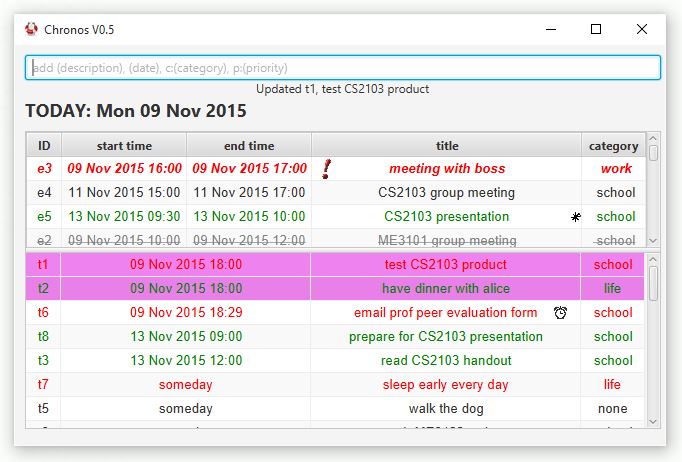 Chronos V0.5
add (description), (date), c:(category), p:(priority)
Updated t1, test CS2103 product
TODAY: Mon 09 Nov 2015
ID start time end time title category
e3 09 Nov 2015 16:00 09 Nov 2015 17:00 meeting with boss work
e4 11 Nov 2015 15:00 11 Nov 2015 17:00 CS2103 group meeting school
e5 13 Nov 2015 09:30 13 Nov 2015 10:00 CS2103 presentation school
e2 09 Nov 2015 10:00 09 Nov 2015 12:00 ME3101 group meeting school
t1 09 Nov 2015 18:00 test CS2103 product school
t2 09 Nov 2015 18:00 have dinner with alice life
t6 09 Nov 2015 18:29 email prof peer evaluation form school
t8 13 Nov 2015 09:00 prepare for CS2103 presentation school
t3 13 Nov 2015 12:00 read CS2103 handout school
t7 someday sleep early every day life
t5 someday walk the dog none